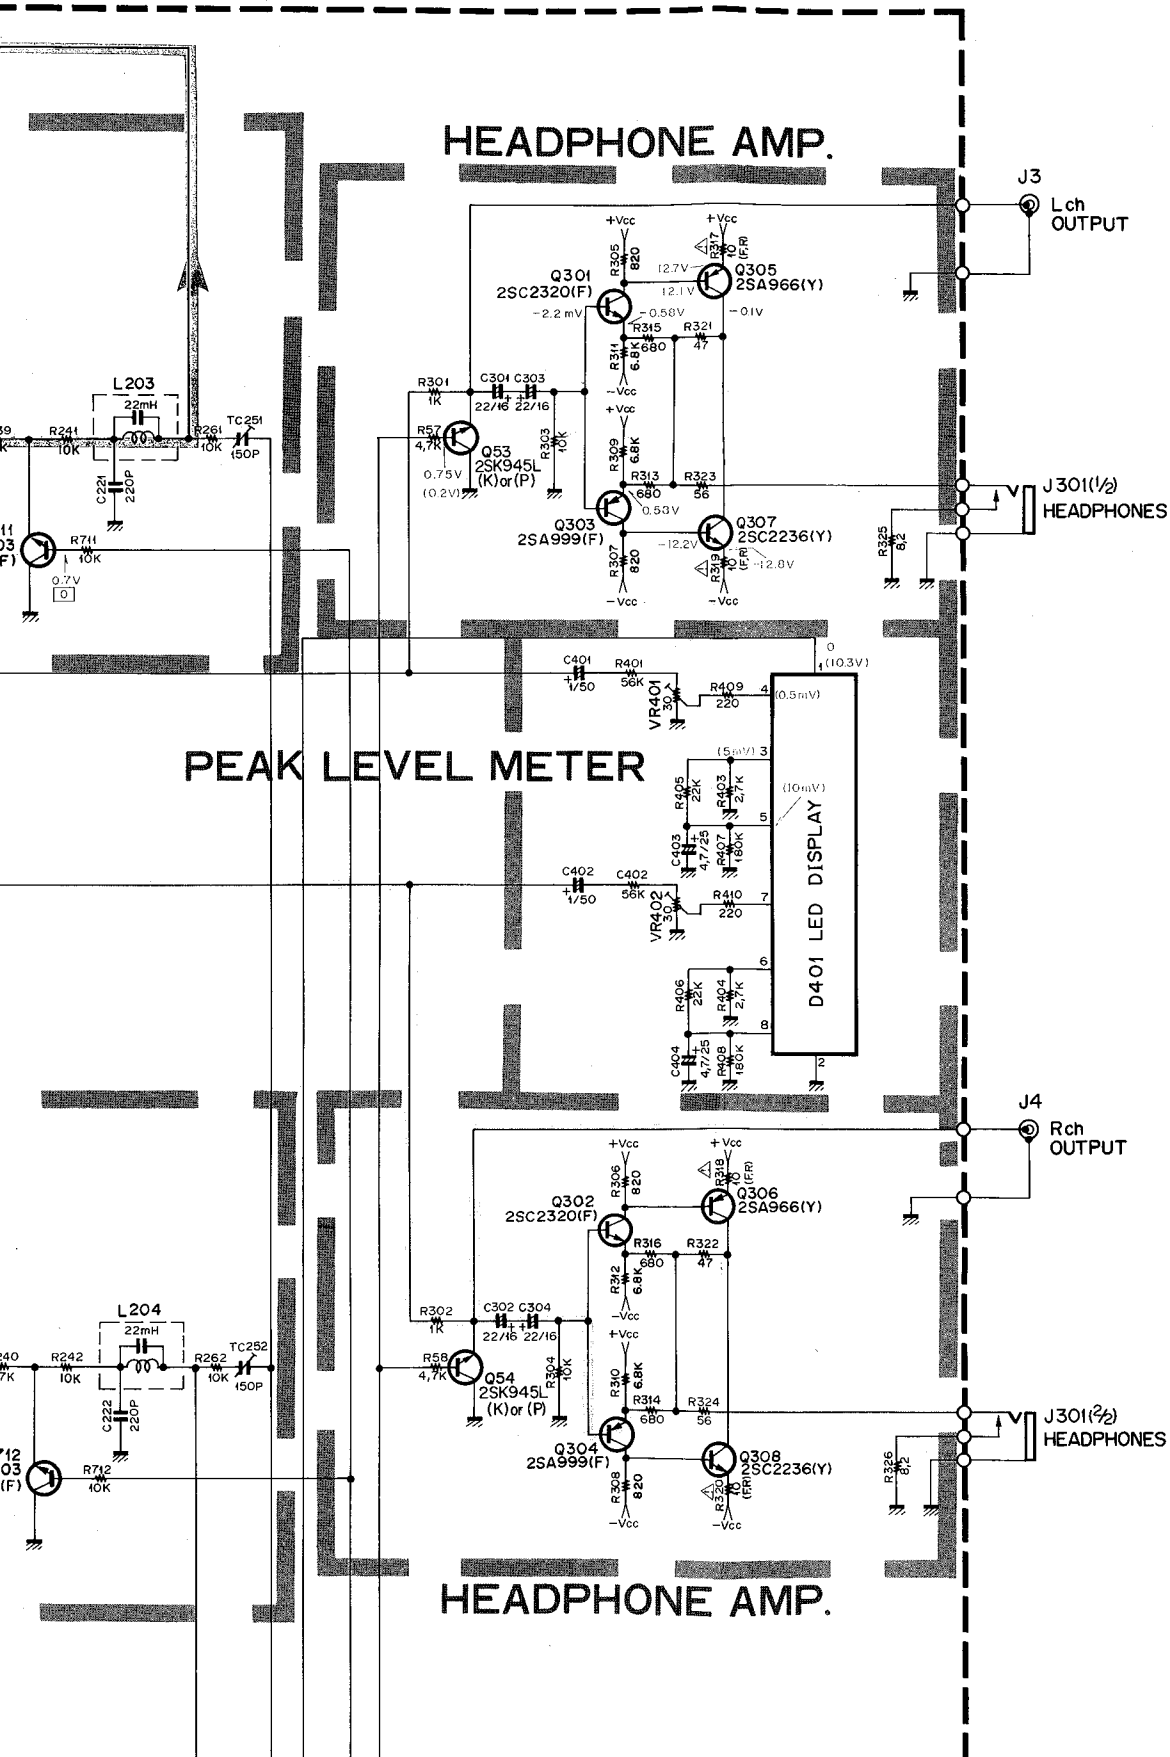 HEADPHONE AMP.
J3
Lch
OUTPUT
+Vcc
+Vcc
R305
820
R317
10
(F.R)
12.7V
Q301
2SC2320(F)
Q305
2SA966(Y)
12.1V
-2.2 mV
-0.58V
-0.1V
R315
680
R321
47
R311
6.8K
-Vcc
L203
22mH
R301
1K
C301
C303
22/16
22/16
+
+
+Vcc
TC251
150P
R241
10K
R261
10K
R57
4,7K
R303
10K
R309
6.8K
Q53
2SK945L
(K)or(P)
0.75V
(0.2V)
C221
220P
R313
680
R323
56
J301(1/2)
HEADPHONES
0.53V
Q303
2SA999(F)
Q307
2SC2236(Y)
-12.2V
R325
8,2
R711
10K
0.7V
0
R307
820
R319
10
(F.R)
-12.8V
-Vcc
-Vcc
0
1
(10.3V)
C401
+
1/50
R401
56K
VR401
30
R409
220
4
(0.5mV)
PEAK LEVEL METER
(5mV)
3
R405
22K
R403
2,7K
(10mV)
5
C403
+
4,7/25
R407
180K
D401 LED DISPLAY
C402
+
1/50
C402
56K
VR402
30
R410
220
7
6
R406
22K
R404
2,7K
8
C404
+
4,7/25
R408
180K
2
J4
Rch
OUTPUT
+Vcc
+Vcc
R306
820
R318
10
(F.R)
Q302
2SC2320(F)
Q306
2SA966(Y)
R316
680
R322
47
R312
6.8K
-Vcc
L204
22mH
R302
1K
C302
C304
22/16
22/16
+
+
+Vcc
TC252
150P
R242
10K
R262
10K
R58
4,7K
R304
10K
R310
6.8K
Q54
2SK945L
(K)or(P)
C222
220P
R314
680
R324
56
J301(2/2)
HEADPHONES
Q304
2SA999(F)
Q308
2SC2236(Y)
R326
8,2
R712
10K
R308
820
R320
10
(F.R)
-Vcc
-Vcc
HEADPHONE AMP.